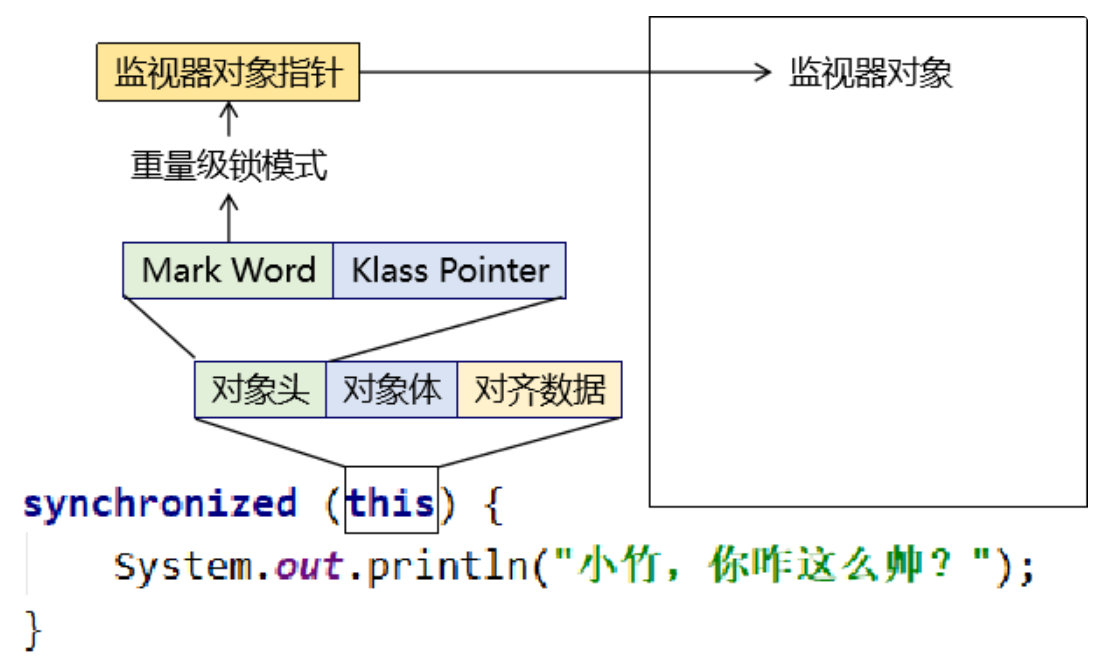 监视器对象指针
监视器对象
重量级锁模式
Mark Word
Klass Pointer
对象头
对象体
对齐数据
synchronized (this) {
System.out.println("小竹，你咋这么帅？");
}